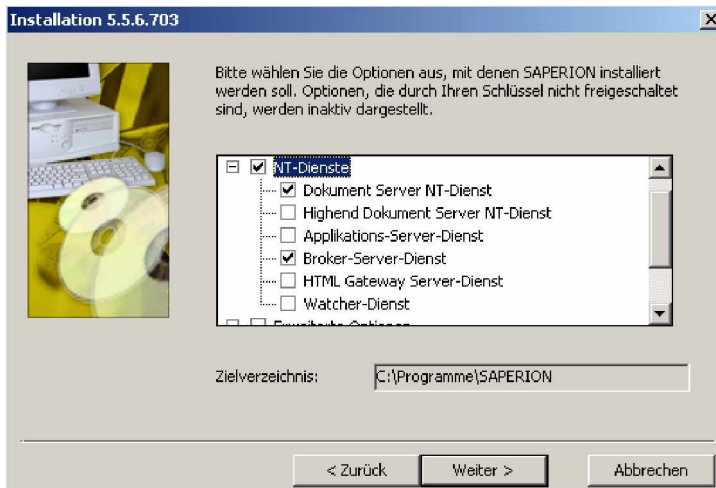 Installation 5.5.6.703
Bitte wählen Sie die Optionen aus, mit denen SAPERION installiert
werden soll. Optionen, die durch Ihren Schlüssel nicht freigeschaltet
sind, werden inaktiv dargestellt.
NT-Dienste
Dokument Server NT-Dienst
Highend Dokument Server NT-Dienst
Applikations-Server-Dienst
Broker-Server-Dienst
HTML Gateway Server-Dienst
Watcher-Dienst
Erweiterte Optionen
Zielverzeichnis:
C:\Programme\SAPERION
< Zurück
Weiter >
Abbrechen